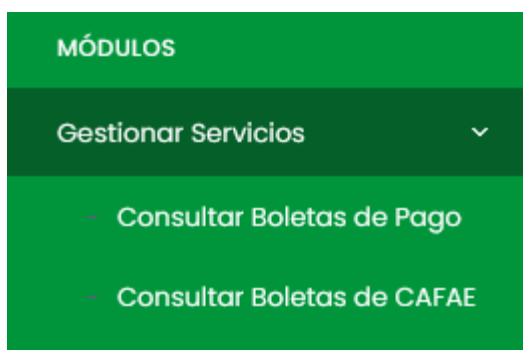 MÓDULOS
Gestionar Servicios
- Consultar Boletas de Pago
- Consultar Boletas de CAFAE